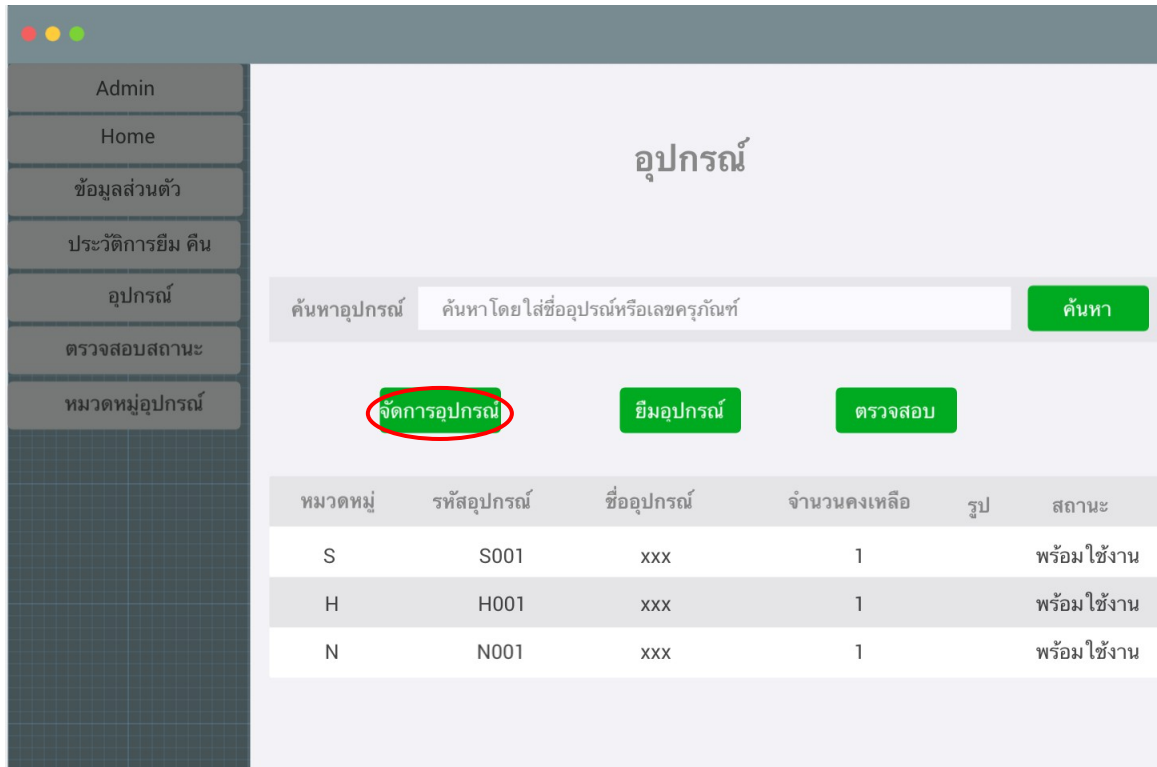 Admin
Home
ข้อมูลส่วนตัว
ประวัติการยืม คืน
อุปกรณ์
ตรวจสอบสถานะ
หมวดหมู่อุปกรณ์
อุปกรณ์
ค้นหาอุปกรณ์ ค้นหาโดยใส่ชื่ออุปรณ์หรือเลขครุภัณฑ์ ค้นหา
จัดการอุปกรณ์ ยืมอุปกรณ์ ตรวจสอบ
หมวดหมู่ รหัสอุปกรณ์ ชื่ออุปกรณ์ จำนวนคงเหลือ รูป สถานะ
S S001 xxx 1 พร้อมใช้งาน
H H001 xxx 1 พร้อมใช้งาน
N N001 xxx 1 พร้อมใช้งาน